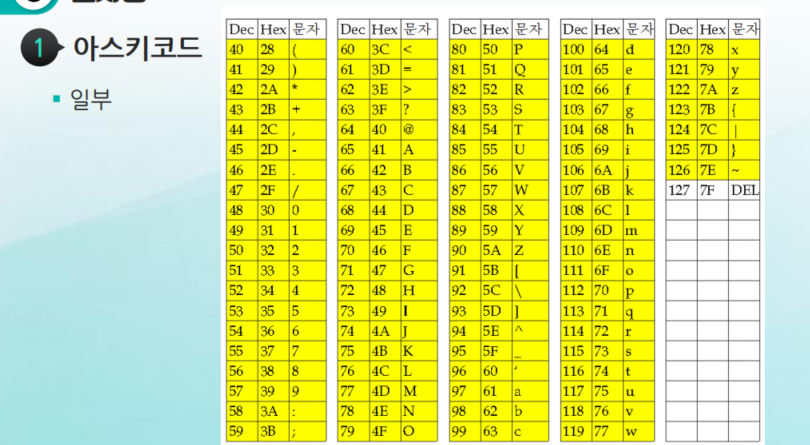 1 아스키코드
일부
Dec Hex 문자 Dec Hex 문자 Dec Hex 문자 Dec Hex 문자 Dec Hex 문자
40 28 ( 60 3C < 80 50 P 100 64 d 120 78 x
41 29 ) 61 3D = 81 51 Q 101 65 e 121 79 y
42 2A * 62 3E > 82 52 R 102 66 f 122 7A z
43 2B + 63 3F ? 83 53 S 103 67 g 123 7B {
44 2C , 64 40 @ 84 54 T 104 68 h 124 7C |
45 2D - 65 41 A 85 55 U 105 69 i 125 7D }
46 2E . 66 42 B 86 56 V 106 6A j 126 7E ~
47 2F / 67 43 C 87 57 W 107 6B k 127 7F DEL
48 30 0 68 44 D 88 58 X 108 6C l
49 31 1 69 45 E 89 59 Y 109 6D m
50 32 2 70 46 F 90 5A Z 110 6E n
51 33 3 71 47 G 91 5B [ 111 6F o
52 34 4 72 48 H 92 5C \ 112 70 p
53 35 5 73 49 I 93 5D ] 113 71 q
54 36 6 74 4A J 94 5E ^ 114 72 r
55 37 7 75 4B K 95 5F _ 115 73 s
56 38 8 76 4C L 96 60 ‘ 116 74 t
57 39 9 77 4D M 97 61 a 117 75 u
58 3A : 78 4E N 98 62 b 118 76 v
59 3B ; 79 4F O 99 63 c 119 77 w